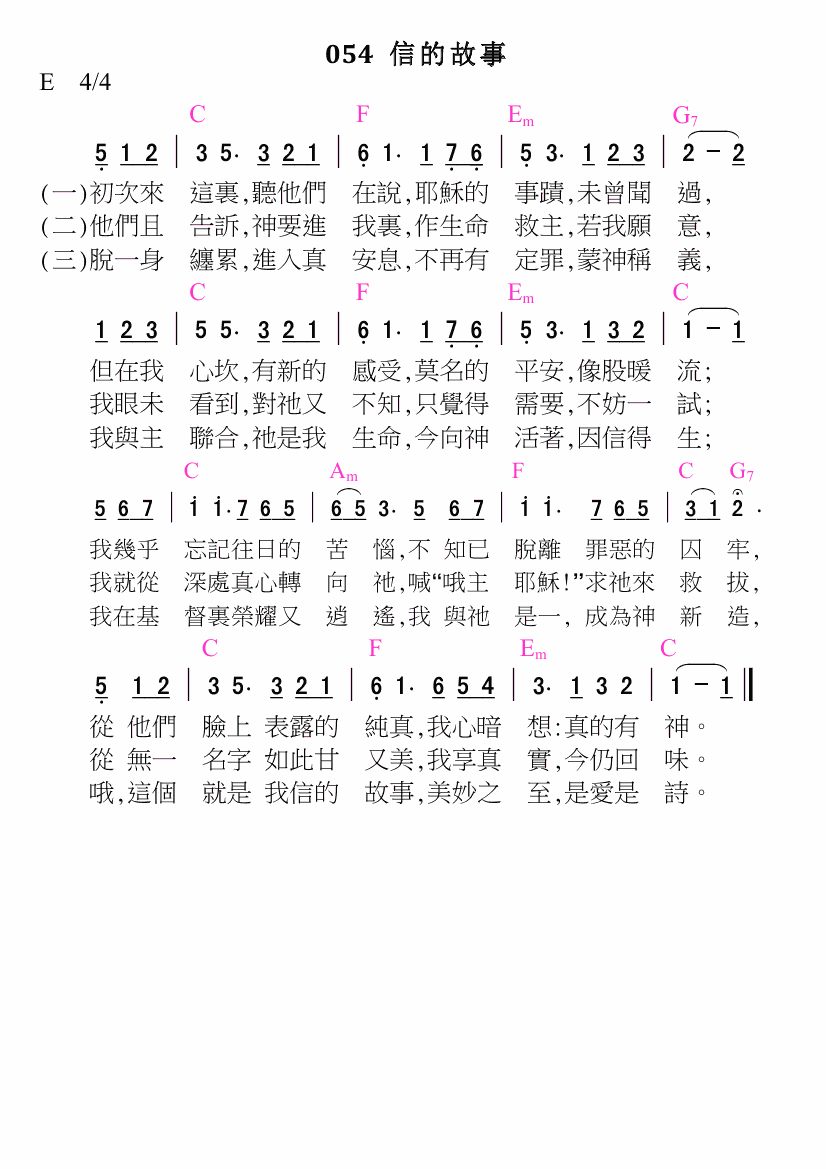 054 信的故事
E 4/4
C F Em G7
5 1 2 | 3 5. 3 2 1 | 6 1. 1 7 6 | 5 3. 1 2 3 | 2 - 2
(一)初次來 這裏,聽他們 在說,耶穌的 事蹟,未曾聞 過,
(二)他們且 告訴,神要進 我裏,作生命 救主,若我願 意,
(三)脫一身 纏累,進入真 安息,不再有 定罪,蒙神稱 義,
C F Em C
1 2 3 | 5 5. 3 2 1 | 6 1. 1 7 6 | 5 3. 1 3 2 | 1 - 1
但在我 心坎,有新的 感受,莫名的 平安,像股暖 流;
我眼未 看到,對祂又 不知,只覺得 需要,不妨一 試;
我與主 聯合,祂是我 生命,今向神 活著,因信得 生;
C Am F C G7
5 6 7 | i i. 7 6 5 | 6 5 3. 5 6 7 | i i. 7 6 5 | 3 1 2 .
我幾乎 忘記往日的 苦 惱,不 知已 脫離 罪惡的 囚 牢,
我就從 深處真心轉 向 祂,喊“哦主 耶穌!”求祂來 救 拔,
我在基 督裏榮耀又 逍 遙,我 與祂 是一, 成為神 新 造,
C F Em C
5 1 2 | 3 5. 3 2 1 | 6 1. 6 5 4 | 3. 1 3 2 | 1 - 1 ||
從 他們 臉上 表露的 純真,我心暗 想:真的有 神。
從 無一 名字 如此甘 又美,我享真 實,今仍回 味。
哦,這個 就是 我信的 故事,美妙之 至,是愛是 詩。